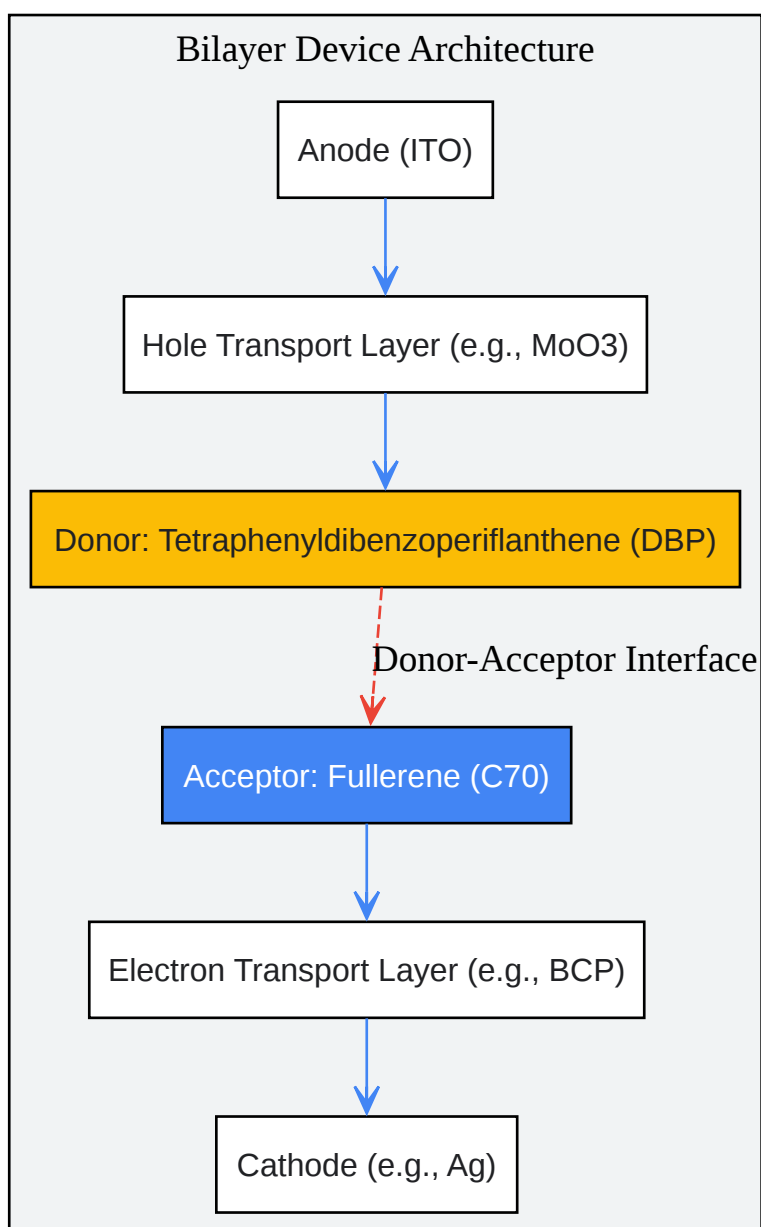 Bilayer Device Architecture
Anode (ITO)
Hole Transport Layer (e.g., MoO3)
Donor: Tetraphenyldibenzoperiflanthene (DBP)
Donor-Acceptor Interface
Acceptor: Fullerene (C70)
Electron Transport Layer (e.g., BCP)
Cathode (e.g., Ag)